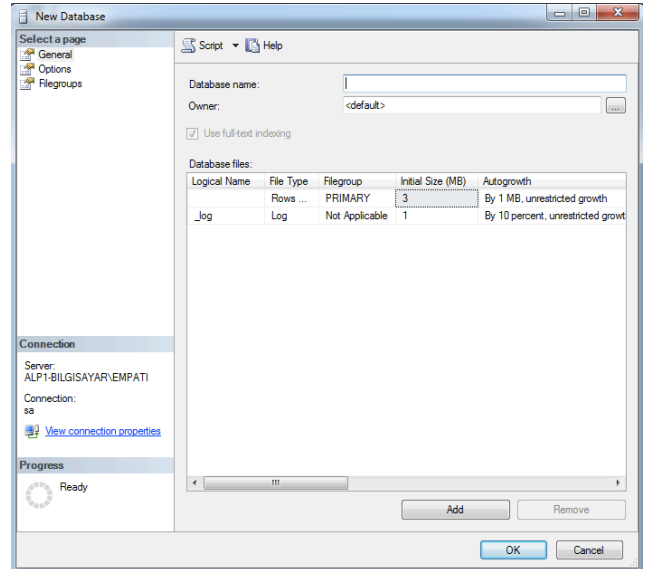 New Database
Select a page
General
Options
Filegroups
Script Help
Database name:
Owner: <default> ...
Use full-text indexing
Database files:
Logical Name File Type Filegroup Initial Size (MB) Autogrowth
Rows ... PRIMARY 3 By 1 MB, unrestricted growth
_log Log Not Applicable 1 By 10 percent, unrestricted growt
Connection
Server:
ALP1-BILGISAYAR\EMPATI
Connection:
sa
View connection properties
Progress
Ready
Add Remove
OK Cancel